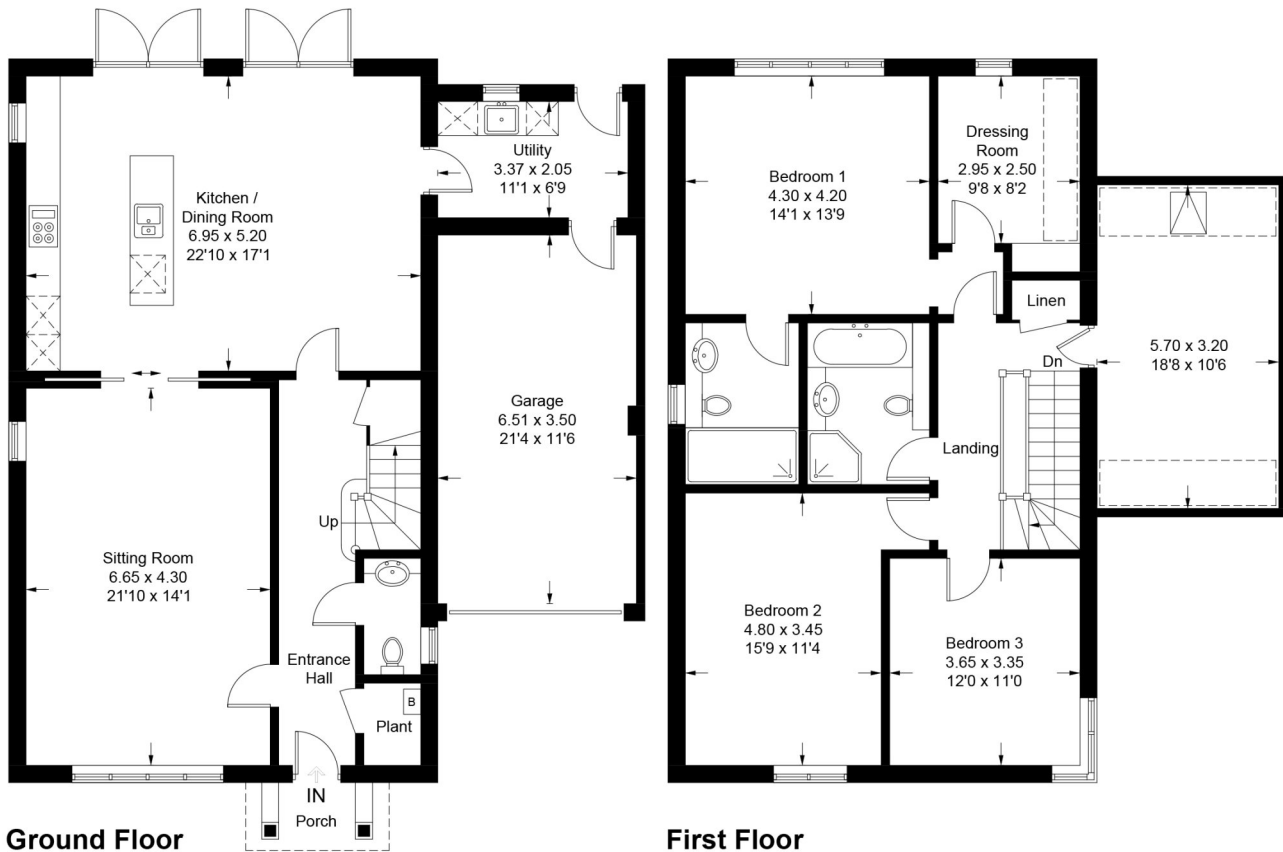 Kitchen /
Dining Room
6.95 x 5.20
22'10 x 17'1
Utility
3.37 x 2.05
11'1 x 6'9
Garage
6.51 x 3.50
21'4 x 11'6
Up
Sitting Room
6.65 x 4.30
21'10 x 14'1
Entrance
Hall
Plant
B
IN
Porch
Ground Floor
Bedroom 1
4.30 x 4.20
14'1 x 13'9
Dressing
Room
2.95 x 2.50
9'8 x 8'2
Linen
Dn
5.70 x 3.20
18'8 x 10'6
Landing
Bedroom 2
4.80 x 3.45
15'9 x 11'4
Bedroom 3
3.65 x 3.35
12'0 x 11'0
First Floor